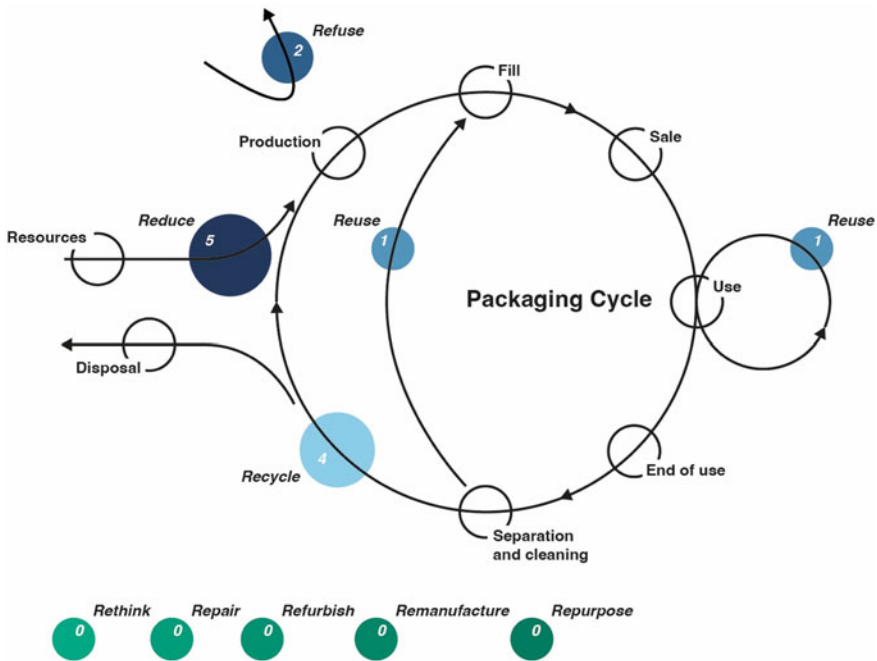 Refuse
2
Fill
Production
Sale
Reduce
5
Reuse
1
Reuse
1
Resources
Packaging Cycle
Use
Disposal
4
Recycle
End of use
Separation
and cleaning
Rethink
0
Repair
0
Refurbish
0
Remanufacture
0
Repurpose
0